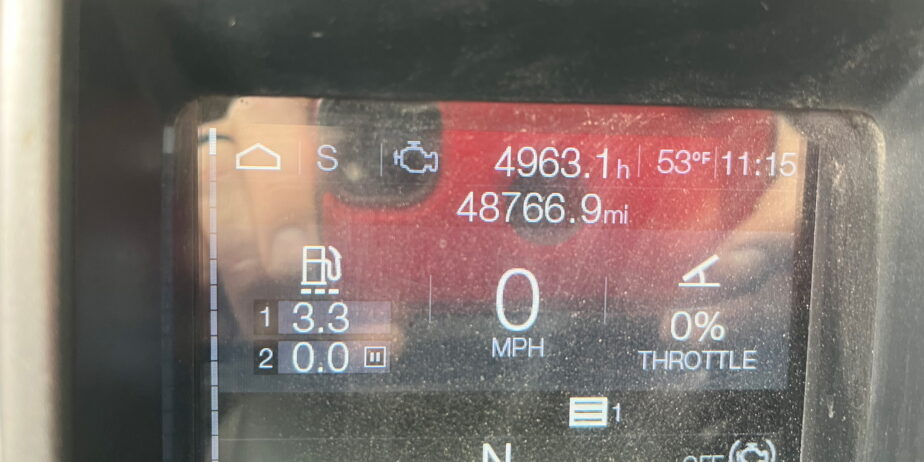 S 4963.1h 53°F 11:15
48766.9mi
1 3.3
2 0.0
0
MPH
0%
THROTTLE
1
N
OFF